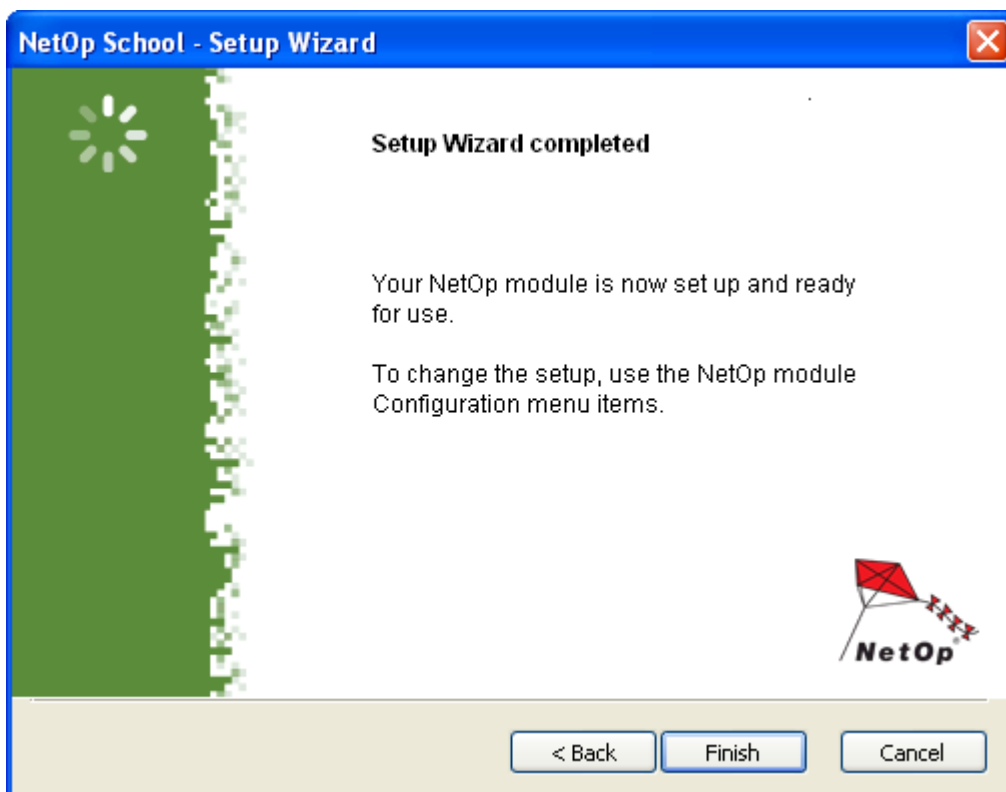 NetOp School - Setup Wizard
Setup Wizard completed
Your NetOp module is now set up and ready
for use.
To change the setup, use the NetOp module
Configuration menu items.
NetOp®
< Back Finish Cancel